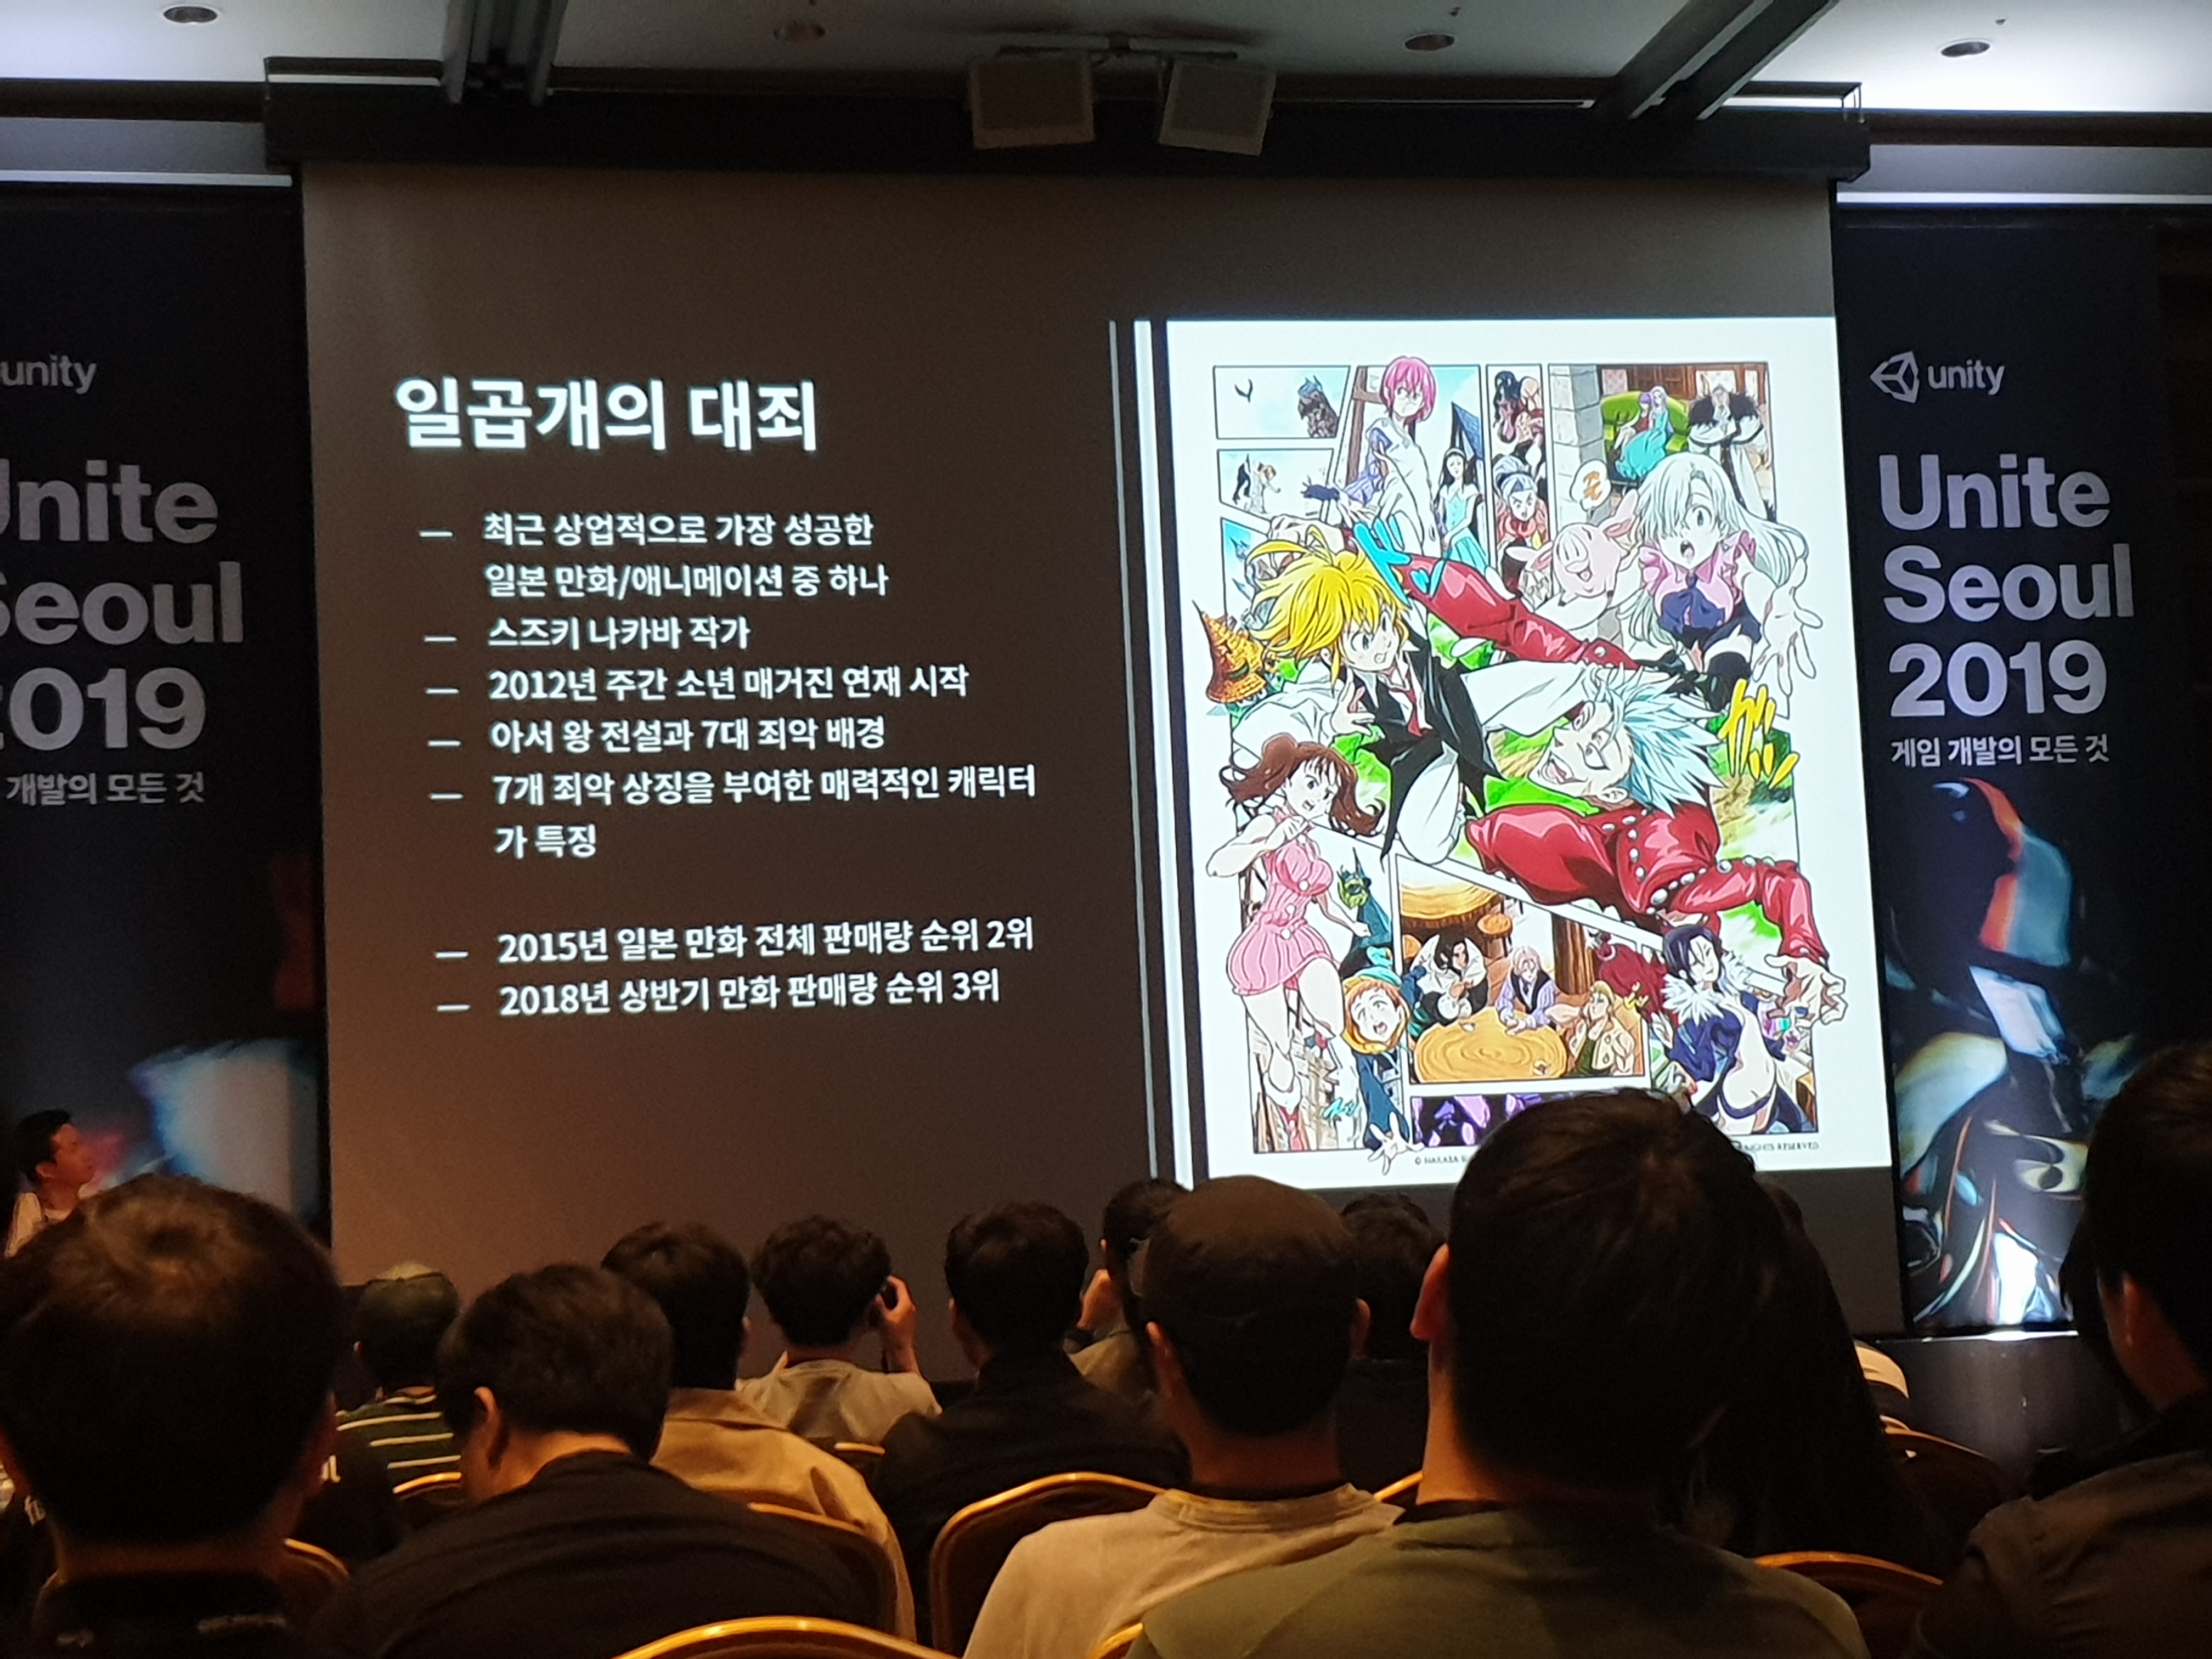 unity
Unite
Seoul
2019
개발의 모든 것
일곱개의 대죄
— 최근 상업적으로 가장 성공한
일본 만화/애니메이션 중 하나
— 스즈키 나카바 작가
— 2012년 주간 소년 매거진 연재 시작
— 아서 왕 전설과 7대 죄악 배경
— 7개 죄악 상징을 부여한 매력적인 캐릭터
가 특징
— 2015년 일본 만화 전체 판매량 순위 2위
— 2018년 상반기 만화 판매량 순위 3위
RIGHTS RESERVED
unity
Unite
Seoul
2019
게임 개발의 모든 것